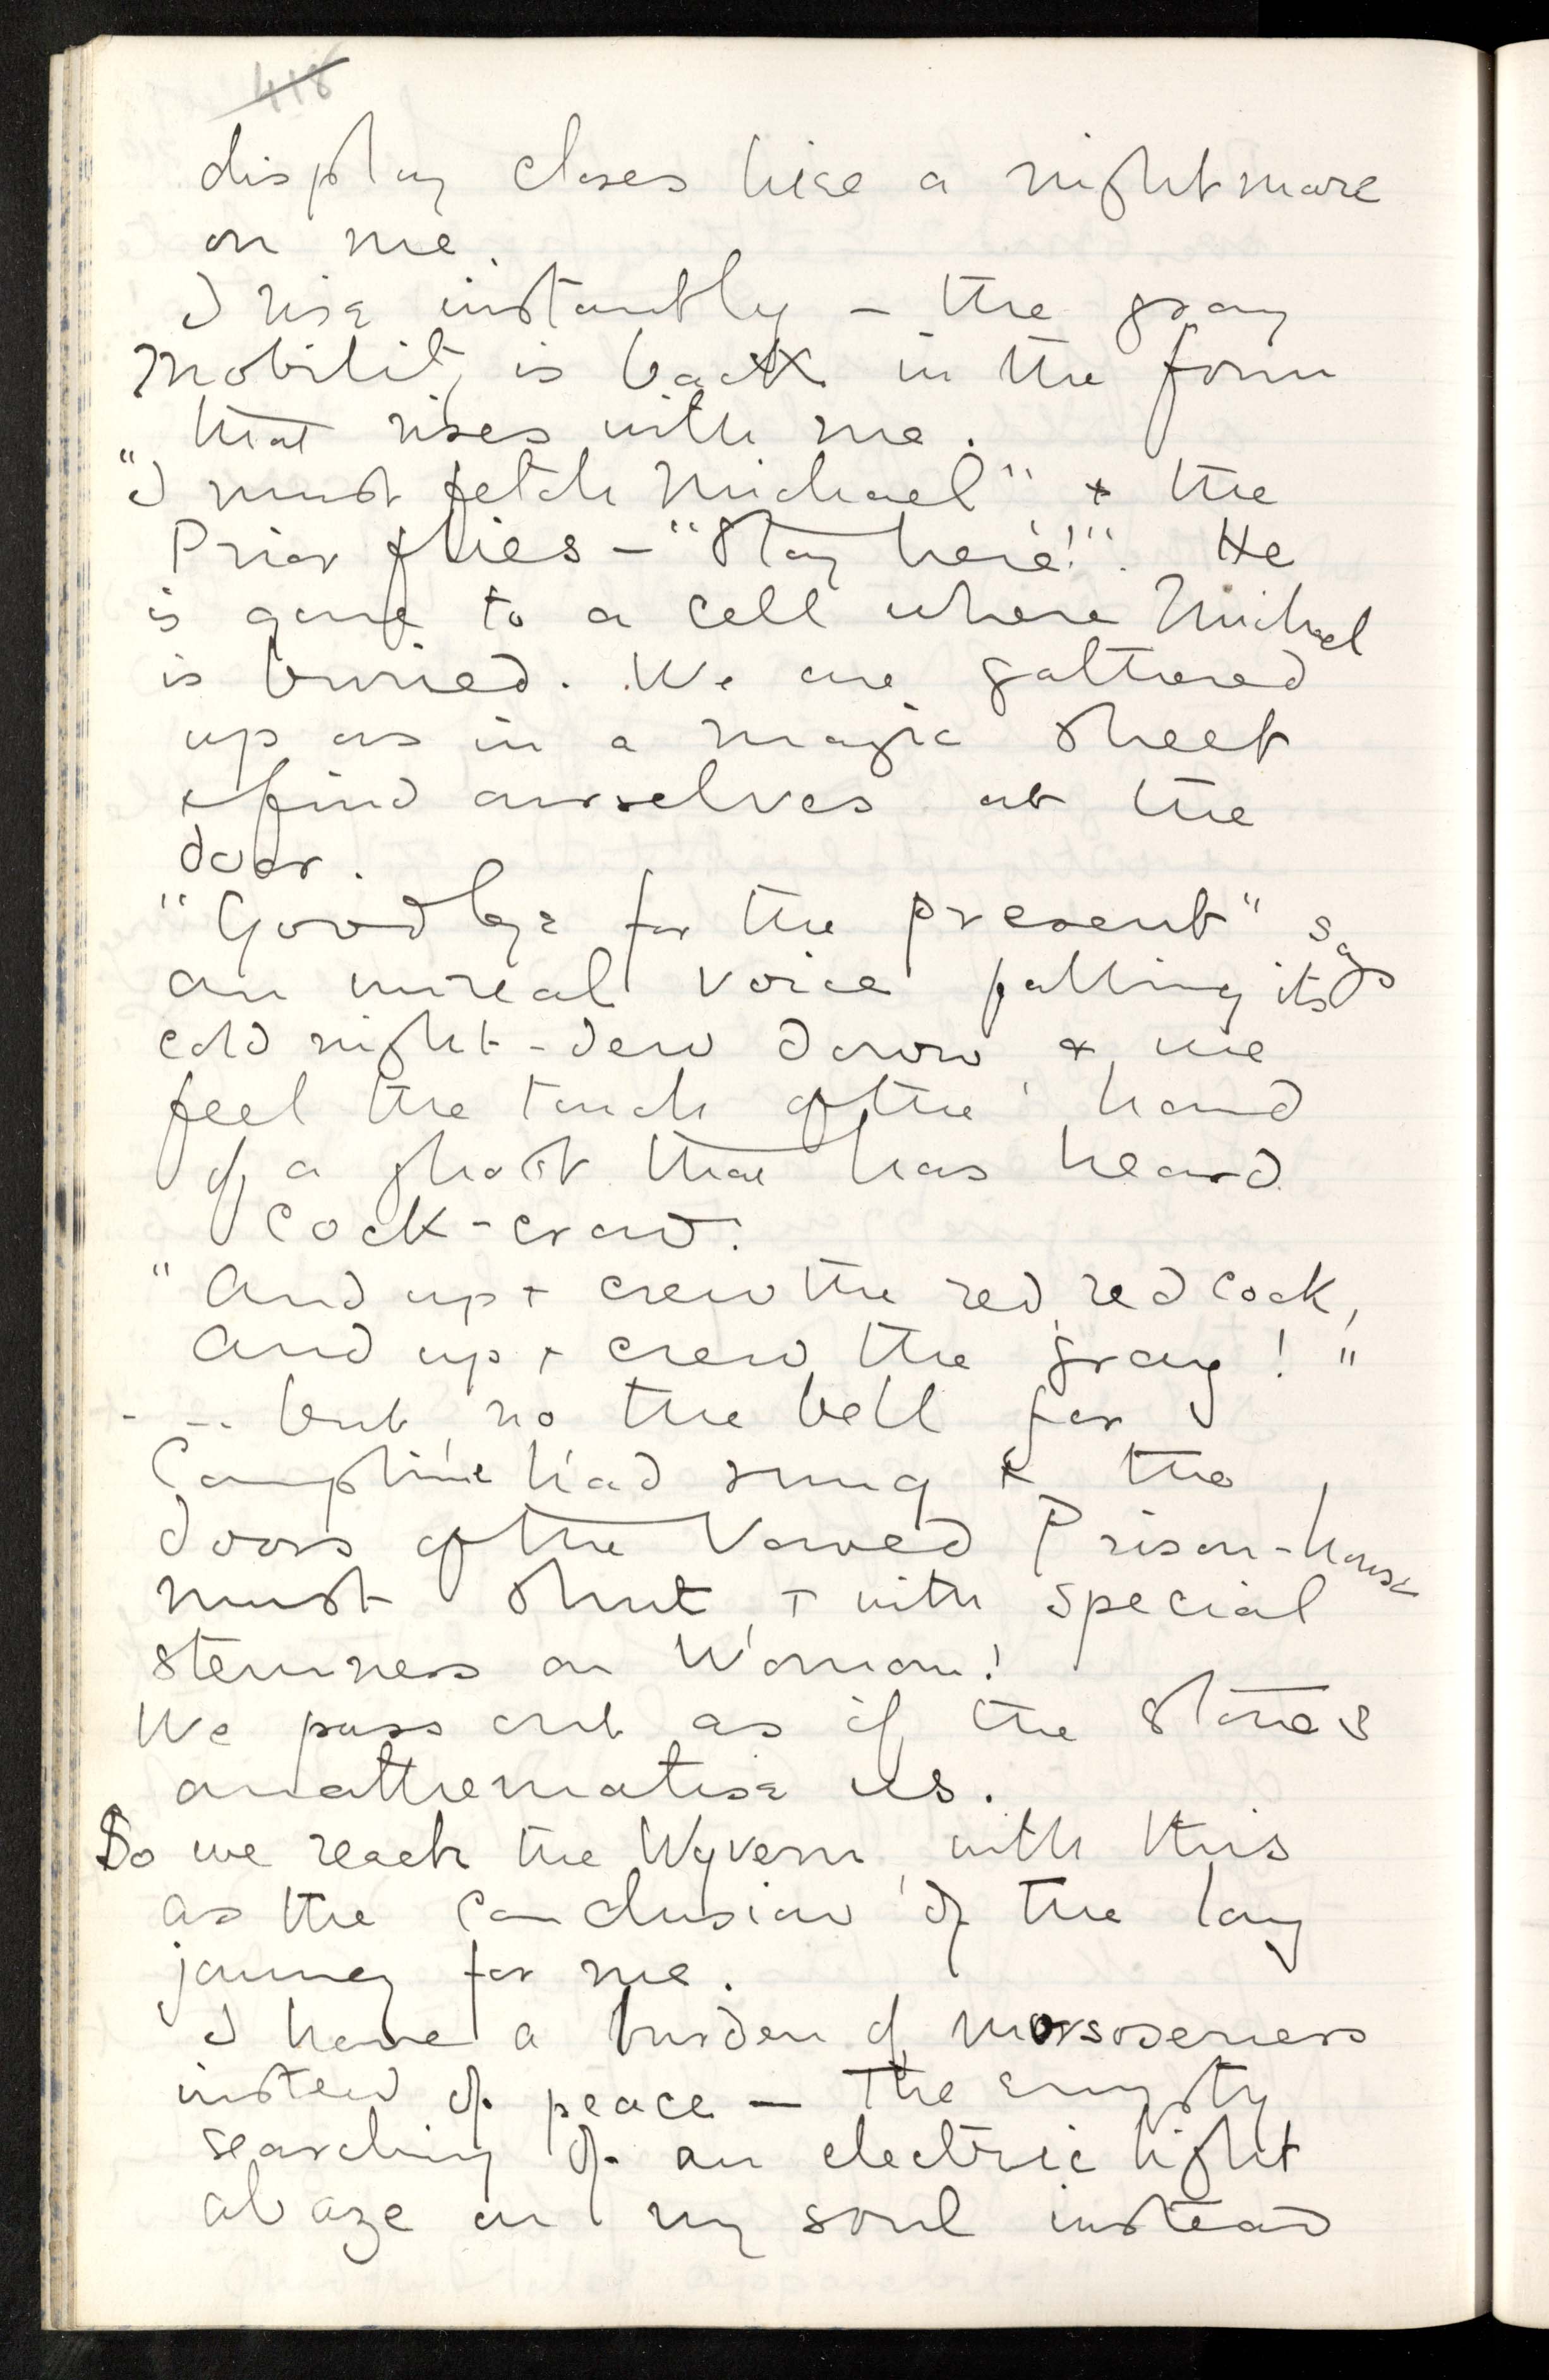 418
display closes like a nightmare
on me.
I rise instantly – the gray
mobility is back in the form
that rises with me.
"I must fetch Michael" & the
Prior flies – "Stay here!". He
is gone to a cell where Michael
is buried. We are gathered
up as in a magic sheet
& find ourselves at the
door.
"Goodbye for the present" says
an unreal voice falling its
cold night-dew down & we
feel the touch of the hand
of a ghost that has heard
cock-crow.
"And up & crew the red, red cock,
And up & crew the gray!"
- -. but no the bell for
Compline had rung & the
doors of the Vowed Prison-house
must shut & with special
sternness on Woman!
We pass out as if the stones
anathematise us.
So we reach the Wyvern, with this
as the conclusion of the long
journey for me.
I have a burden of morsoseness
instead of peace — The empty
searching of an electric light
abaze on my soul instead